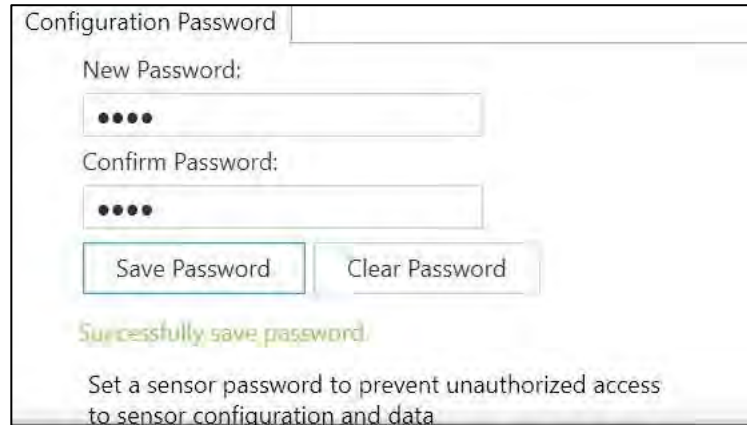 Configuration Password
New Password:
••••
Confirm Password:
••••
Save Password Clear Password
Successfully save password.
Set a sensor password to prevent unauthorized access
to sensor configuration and data